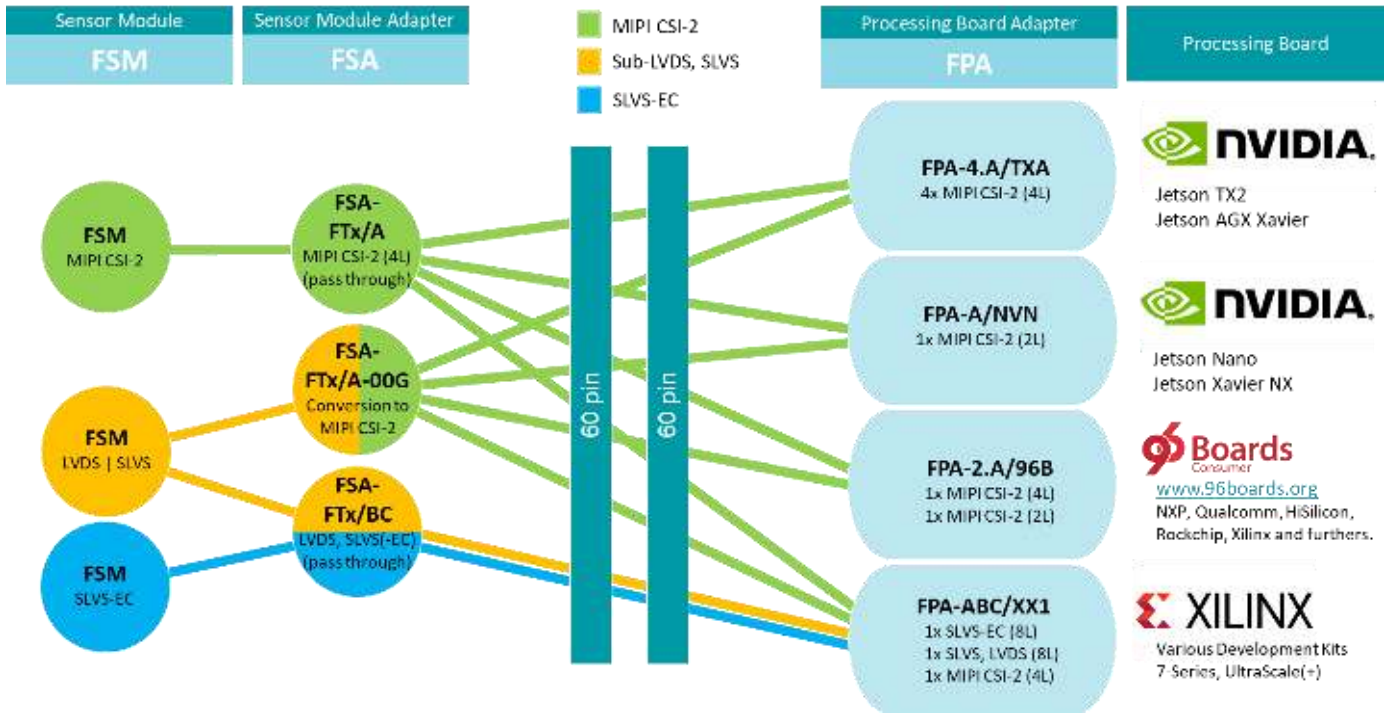 Sensor Module
FSM
Sensor Module Adapter
FSA
MIPI CSI-2
Sub-LVDS, SLVS
SLVS-EC
Processing Board Adapter
FPA
Processing Board
FSM
MIPI CSI-2
FSM
LVDS | SLVS
FSM
SLVS-EC
FSA-
FTx/A
MIPI CSI-2 (4L)
(pass through)
FSA-
FTx/A-00G
Conversion to
MIPI CSI-2
FSA-
FTx/BC
LVDS, SLVS(-EC)
(pass through)
60 pin
60 pin
FPA-4.A/TXA
4x MIPI CSI-2 (4L)
FPA-A/NVN
1x MIPI CSI-2 (2L)
FPA-2.A/96B
1x MIPI CSI-2 (4L)
1x MIPI CSI-2 (2L)
FPA-ABC/XX1
1x SLVS-EC (8L)
1x SLVS, LVDS (8L)
1x MIPI CSI-2 (4L)
NVIDIA.
Jetson TX2
Jetson AGX Xavier
NVIDIA.
Jetson Nano
Jetson Xavier NX
96 Boards
Consumer
www.96boards.org
NXP, Qualcomm, HiSilicon,
Rockchip, Xilinx and furthers.
XILINX
Various Development Kits
7-Series, UltraScale(+)